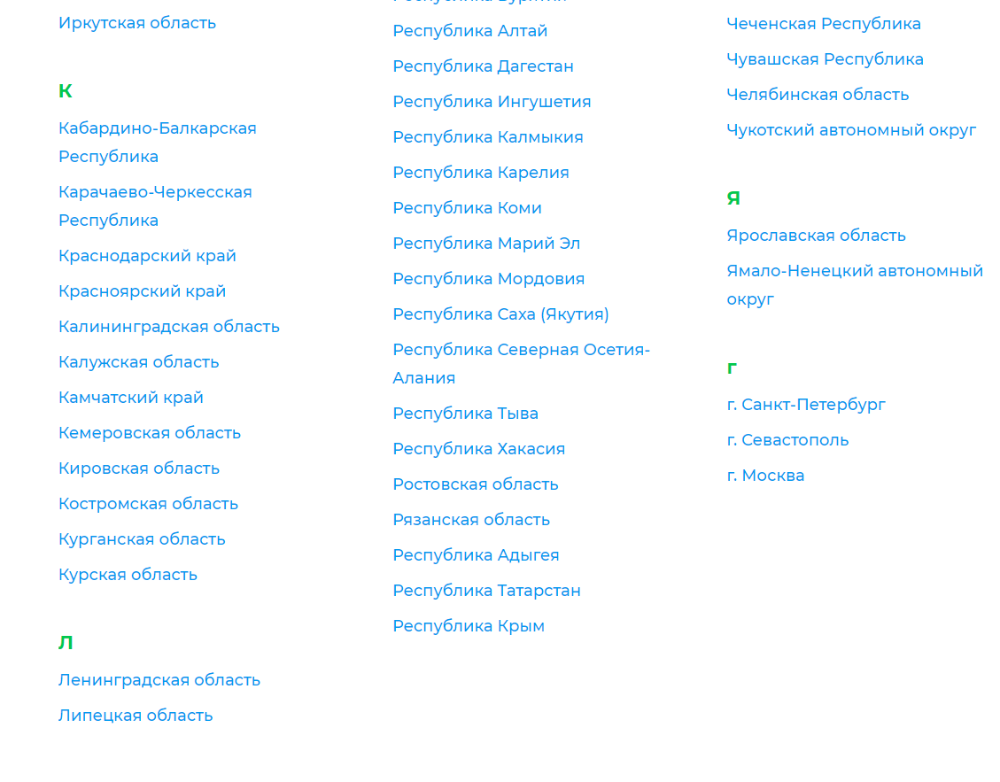 Иркутская область
К
Кабардино-Балкарская
Республика
Карачаево-Черкесская
Республика
Краснодарский край
Красноярский край
Калининградская область
Калужская область
Камчатский край
Кемеровская область
Кировская область
Костромская область
Курганская область
Курская область
Л
Ленинградская область
Липецкая область
Республика Алтай
Республика Дагестан
Республика Ингушетия
Республика Калмыкия
Республика Карелия
Республика Коми
Республика Марий Эл
Республика Мордовия
Республика Саха (Якутия)
Республика Северная Осетия-
Алания
Республика Тыва
Республика Хакасия
Ростовская область
Рязанская область
Республика Адыгея
Республика Татарстан
Республика Крым
Чеченская Республика
Чувашская Республика
Челябинская область
Чукотский автономный округ
Я
Ярославская область
Ямало-Ненецкий автономный
округ
г
г. Санкт-Петербург
г. Севастополь
г. Москва